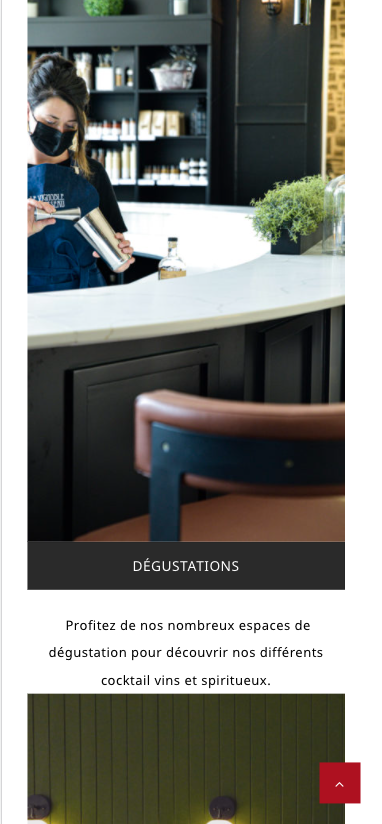 DÉGUSTATIONS
Profitez de nos nombreux espaces de
dégustation pour découvrir nos différents
cocktail vins et spiritueux.